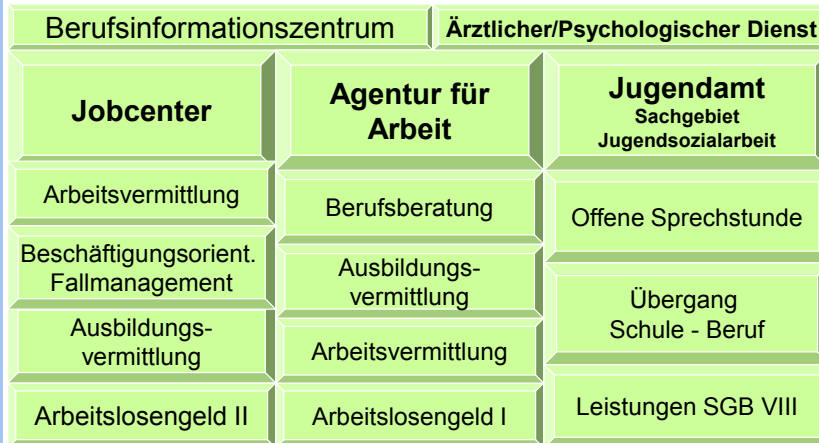 Berufsinformationszentrum
Ärztlicher/Psychologischer Dienst
Jobcenter
Agentur für
Arbeit
Jugendamt
Sachgebiet
Jugendsozialarbeit
Arbeitsvermittlung
Beschäftigungsorient.
Fallmanagement
Ausbildungs-
vermittlung
Arbeitslosengeld II
Berufsberatung
Ausbildungs-
vermittlung
Arbeitsvermittlung
Arbeitslosengeld I
Offene Sprechstunde
Übergang
Schule - Beruf
Leistungen SGB VIII